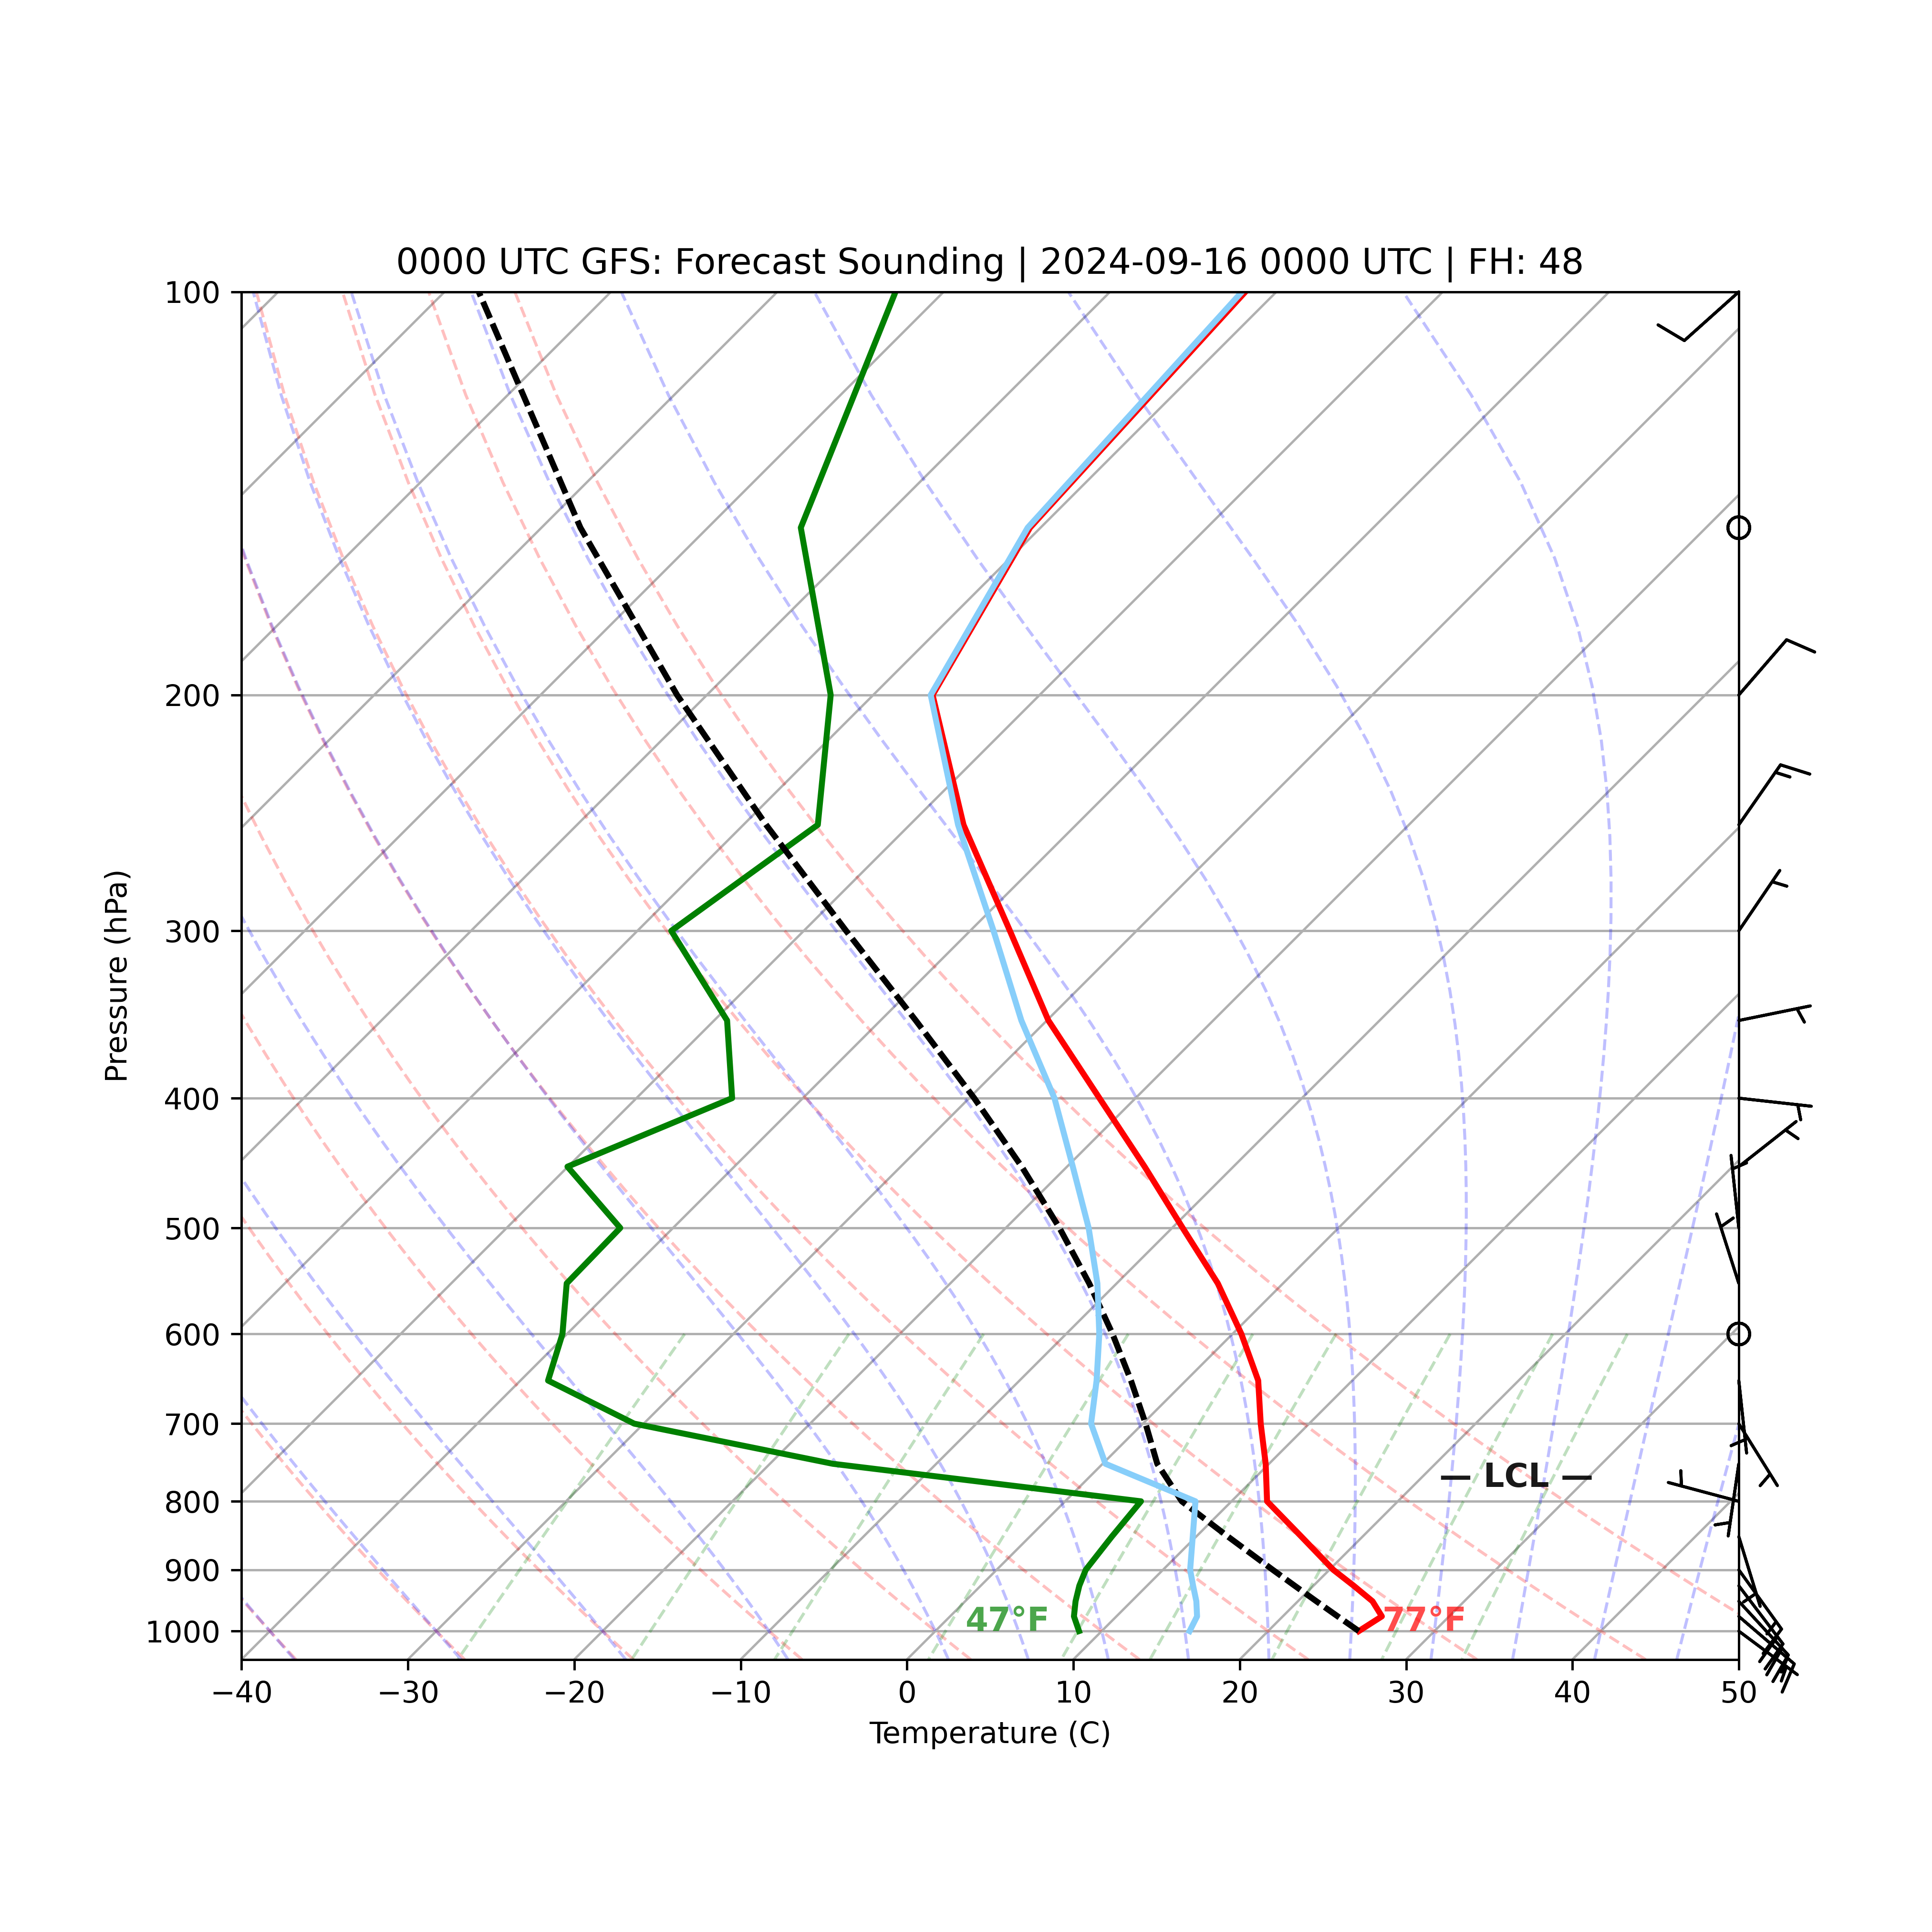 0000 UTC GFS: Forecast Sounding | 2024-09-16 0000 UTC | FH: 48
100
200
300
400
500
600
700
800
900
1000
Pressure (hPa)
— LCL —
47°F
77°F
−40 −30 −20 −10 0 10 20 30 40 50
Temperature (C)